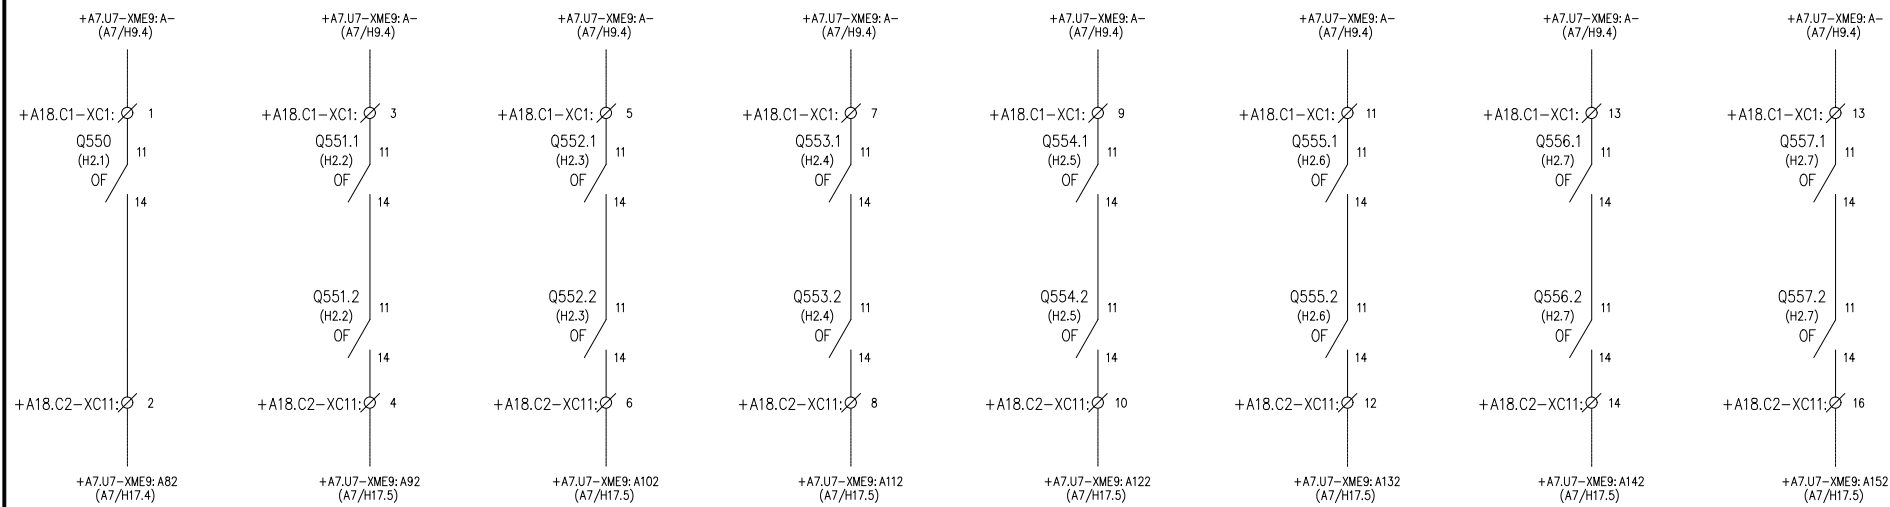 +A7.U7-XME9:A- +A7.U7-XME9:A- +A7.U7-XME9:A- +A7.U7-XME9:A- +A7.U7-XME9:A- +A7.U7-XME9:A- +A7.U7-XME9:A- +A7.U7-XME9:A-
(A7/H9.4) (A7/H9.4) (A7/H9.4) (A7/H9.4) (A7/H9.4) (A7/H9.4) (A7/H9.4) (A7/H9.4)
+A18.C1-XC1: 1 +A18.C1-XC1: 3 +A18.C1-XC1: 5 +A18.C1-XC1: 7 +A18.C1-XC1: 9 +A18.C1-XC1: 11 +A18.C1-XC1: 13 +A18.C1-XC1: 13
Q550 Q551.1 Q552.1 Q553.1 Q554.1 Q555.1 Q556.1 Q557.1
11 11 11 11 11 11 11 11
(H2.1) (H2.2) (H2.3) (H2.4) (H2.5) (H2.6) (H2.7) (H2.7)
OF OF OF OF OF OF OF OF
14 14 14 14 14 14 14 14
Q551.2 Q552.2 Q553.2 Q554.2 Q555.2 Q556.2 Q557.2
11 11 11 11 11 11 11
(H2.2) (H2.3) (H2.4) (H2.5) (H2.6) (H2.7) (H2.7)
OF OF OF OF OF OF OF
14 14 14 14 14 14 14
+A18.C2-XC11: 2 +A18.C2-XC11: 4 +A18.C2-XC11: 6 +A18.C2-XC11: 8 +A18.C2-XC11: 10 +A18.C2-XC11: 12 +A18.C2-XC11: 14 +A18.C2-XC11: 16
+A7.U7-XME9:A82 +A7.U7-XME9:A92 +A7.U7-XME9:A102 +A7.U7-XME9:A112 +A7.U7-XME9:A122 +A7.U7-XME9:A132 +A7.U7-XME9:A142 +A7.U7-XME9:A152
(A7/H17.4) (A7/H17.5) (A7/H17.5) (A7/H17.5) (A7/H17.5) (A7/H17.5) (A7/H17.5) (A7/H17.5)